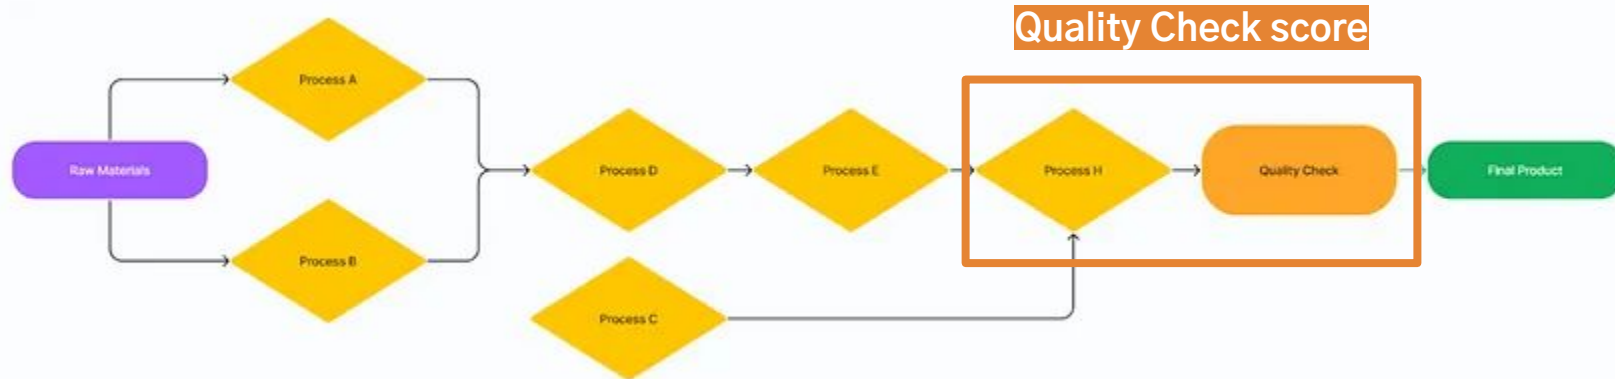 Quality Check score
Process A
Raw Materials
Process D
Process E
Process H
Quality Check
Final Product
Process B
Process C